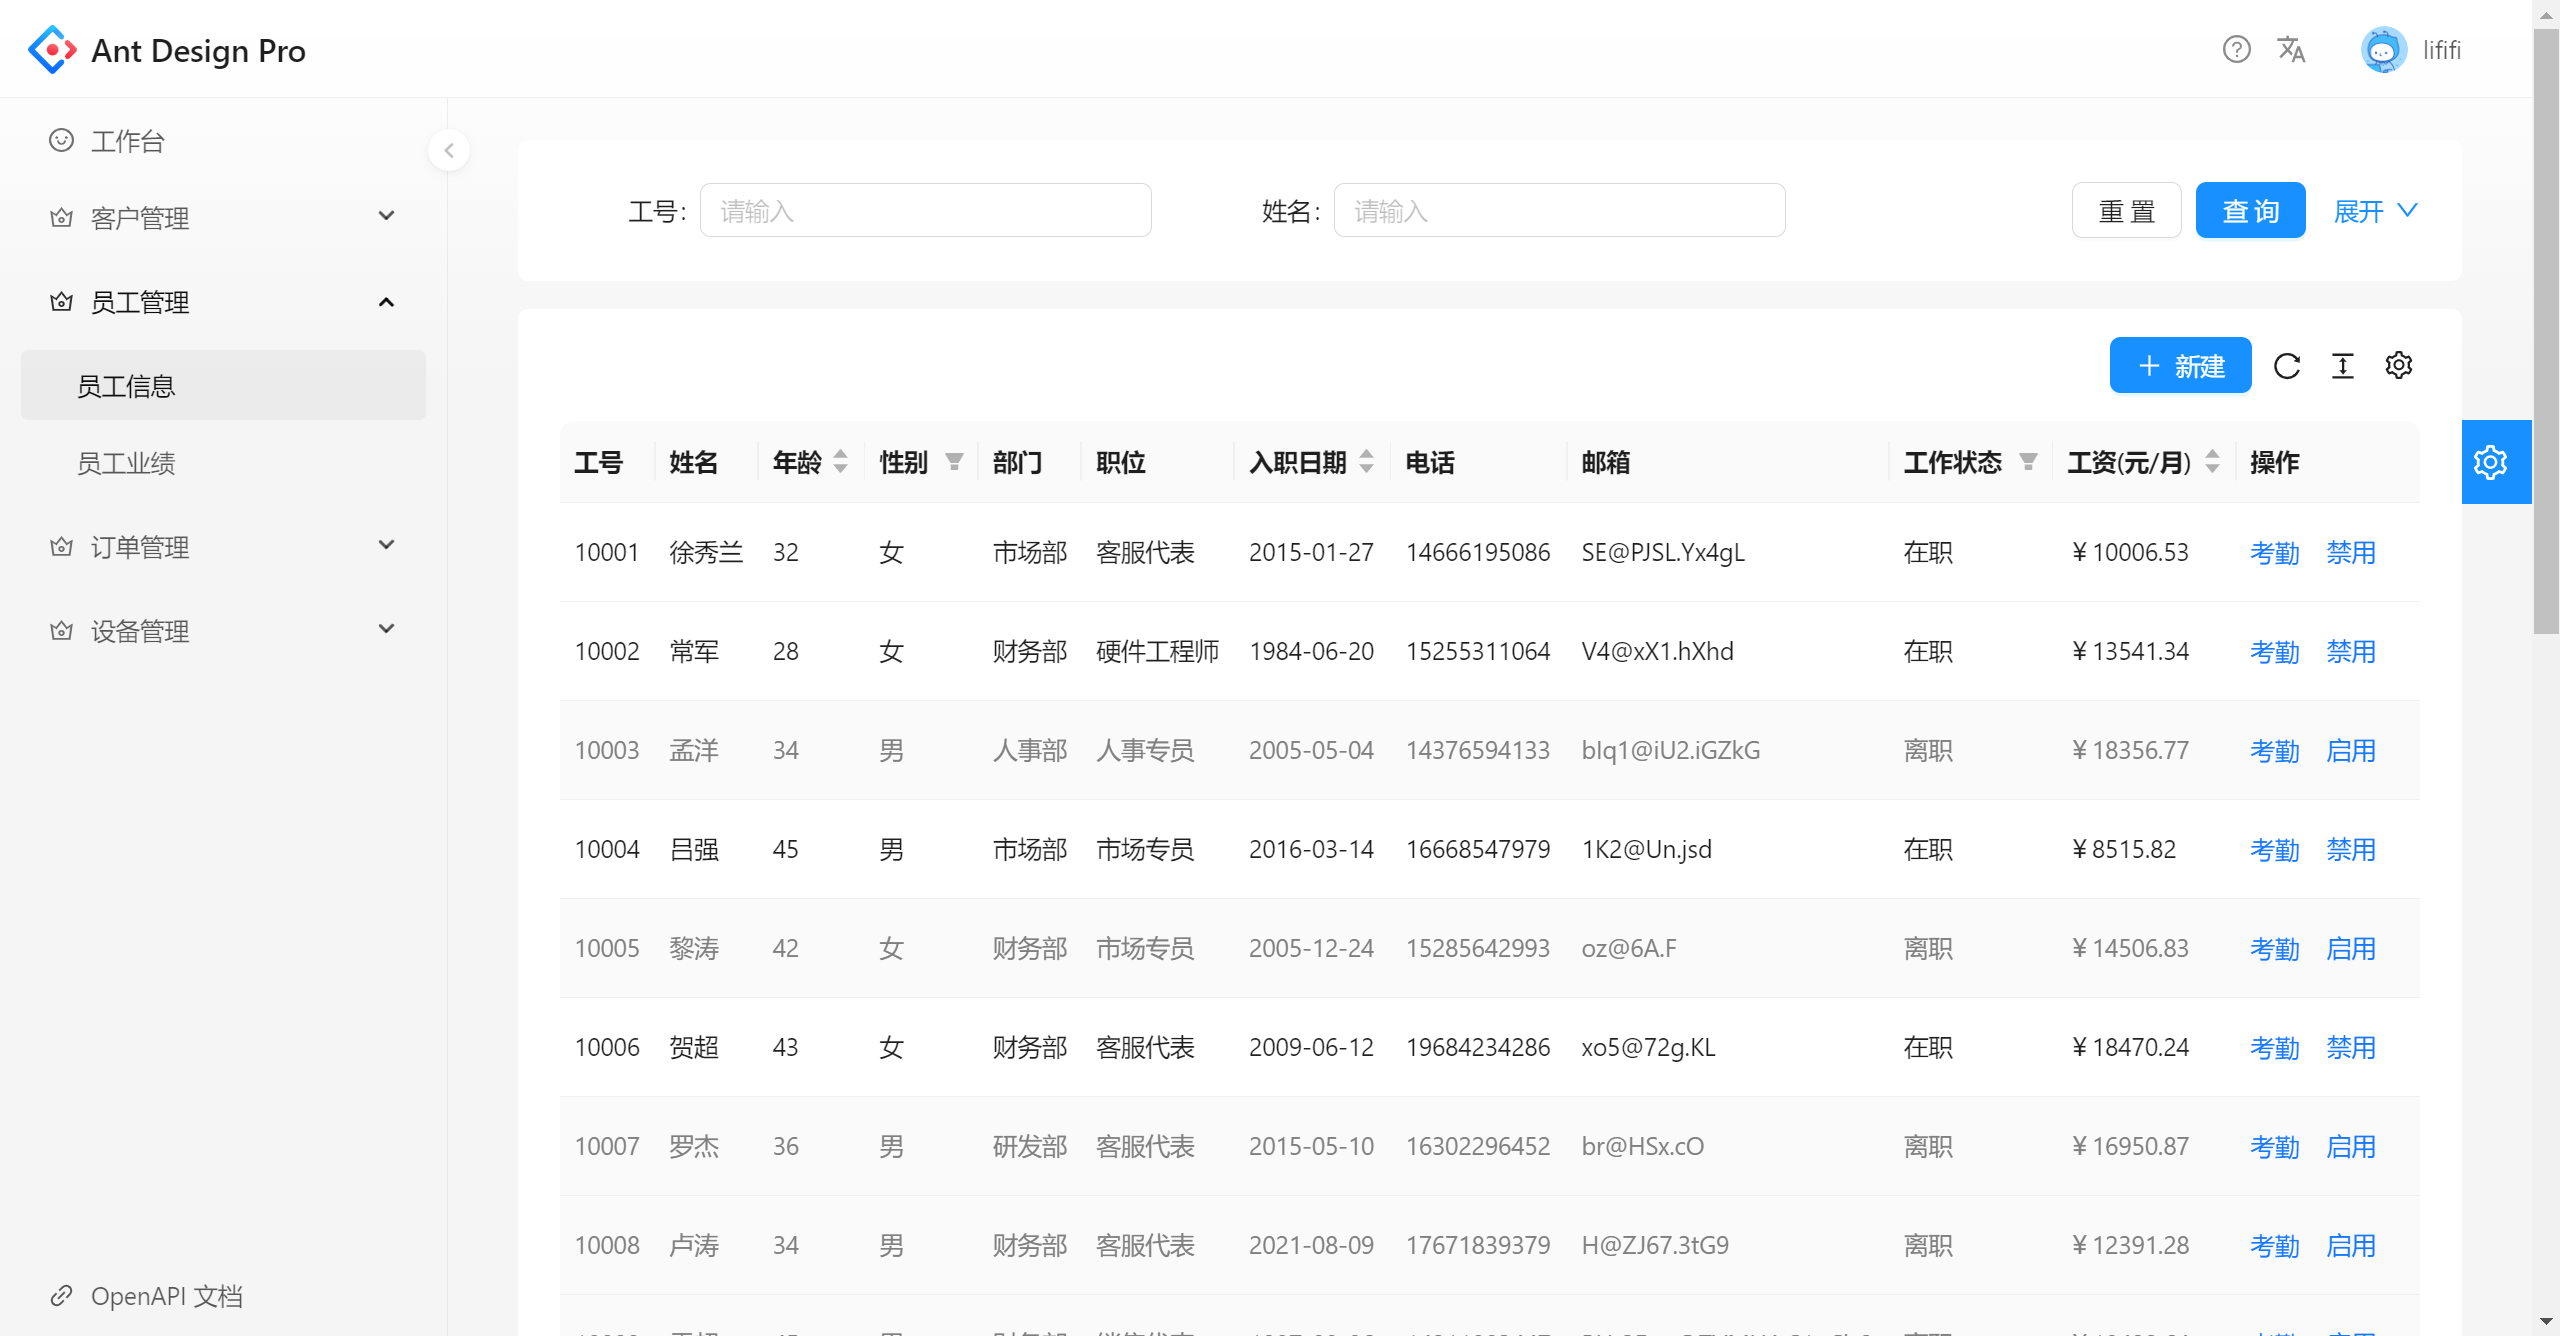 Ant Design Pro
lififi
工作台
客户管理
员工管理
员工信息
员工业绩
订单管理
设备管理
OpenAPI 文档
工号: 请输入 姓名: 请输入 重 置 查 询 展开
新建
工号 姓名 年龄 性别 部门 职位 入职日期 电话 邮箱 工作状态 工资(元/月) 操作
10001 徐秀兰 32 女 市场部 客服代表 2015-01-27 14666195086 SE@PJSL.Yx4gL 在职 ¥ 10006.53 考勤 禁用
10002 常军 28 女 财务部 硬件工程师 1984-06-20 15255311064 V4@xX1.hXhd 在职 ¥ 13541.34 考勤 禁用
10003 孟洋 34 男 人事部 人事专员 2005-05-04 14376594133 bIq1@iU2.iGZkG 离职 ¥ 18356.77 考勤 启用
10004 吕强 45 男 市场部 市场专员 2016-03-14 16668547979 1K2@Un.jsd 在职 ¥ 8515.82 考勤 禁用
10005 黎涛 42 女 财务部 市场专员 2005-12-24 15285642993 oz@6A.F 离职 ¥ 14506.83 考勤 启用
10006 贺超 43 女 财务部 客服代表 2009-06-12 19684234286 xo5@72g.KL 在职 ¥ 18470.24 考勤 禁用
10007 罗杰 36 男 研发部 客服代表 2015-05-10 16302296452 br@HSx.cO 离职 ¥ 16950.87 考勤 启用
10008 卢涛 34 男 财务部 客服代表 2021-08-09 17671839379 H@ZJ67.3tG9 离职 ¥ 12391.28 考勤 启用